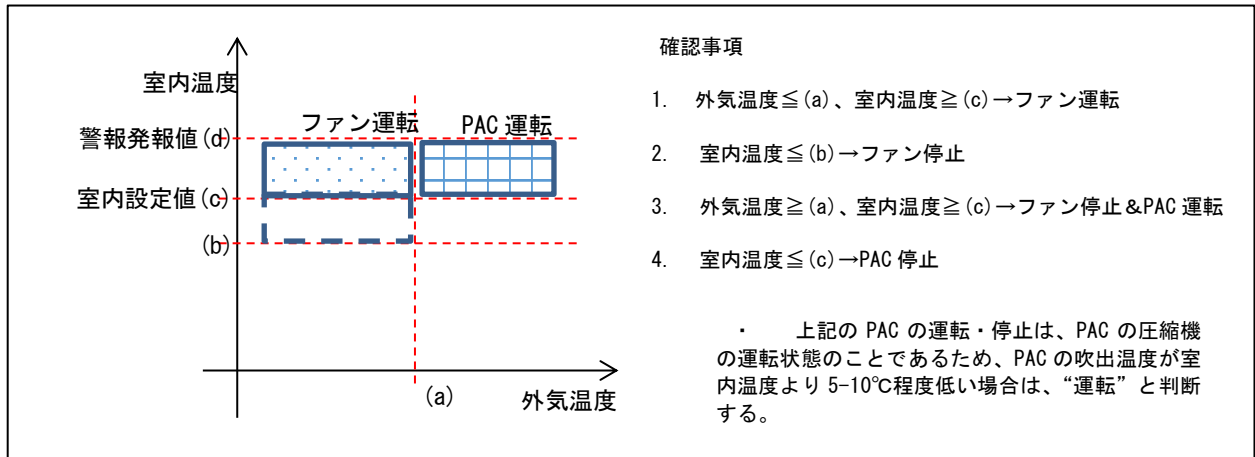 室内温度
警報発報値(d)
室内設定値(c)
(b)
ファン運転
PAC 運転
(a)
外気温度
確認事項
1. 外気温度≦(a)、室内温度≧(c)→ファン運転
2. 室内温度≦(b)→ファン停止
3. 外気温度≧(a)、室内温度≧(c)→ファン停止＆PAC 運転
4. 室内温度≦(c)→PAC 停止
・ 上記の PAC の運転・停止は、PAC の圧縮機
の運転状態のことであるため、PAC の吹出温度が室
内温度より 5-10℃程度低い場合は、“運転”と判断
する。